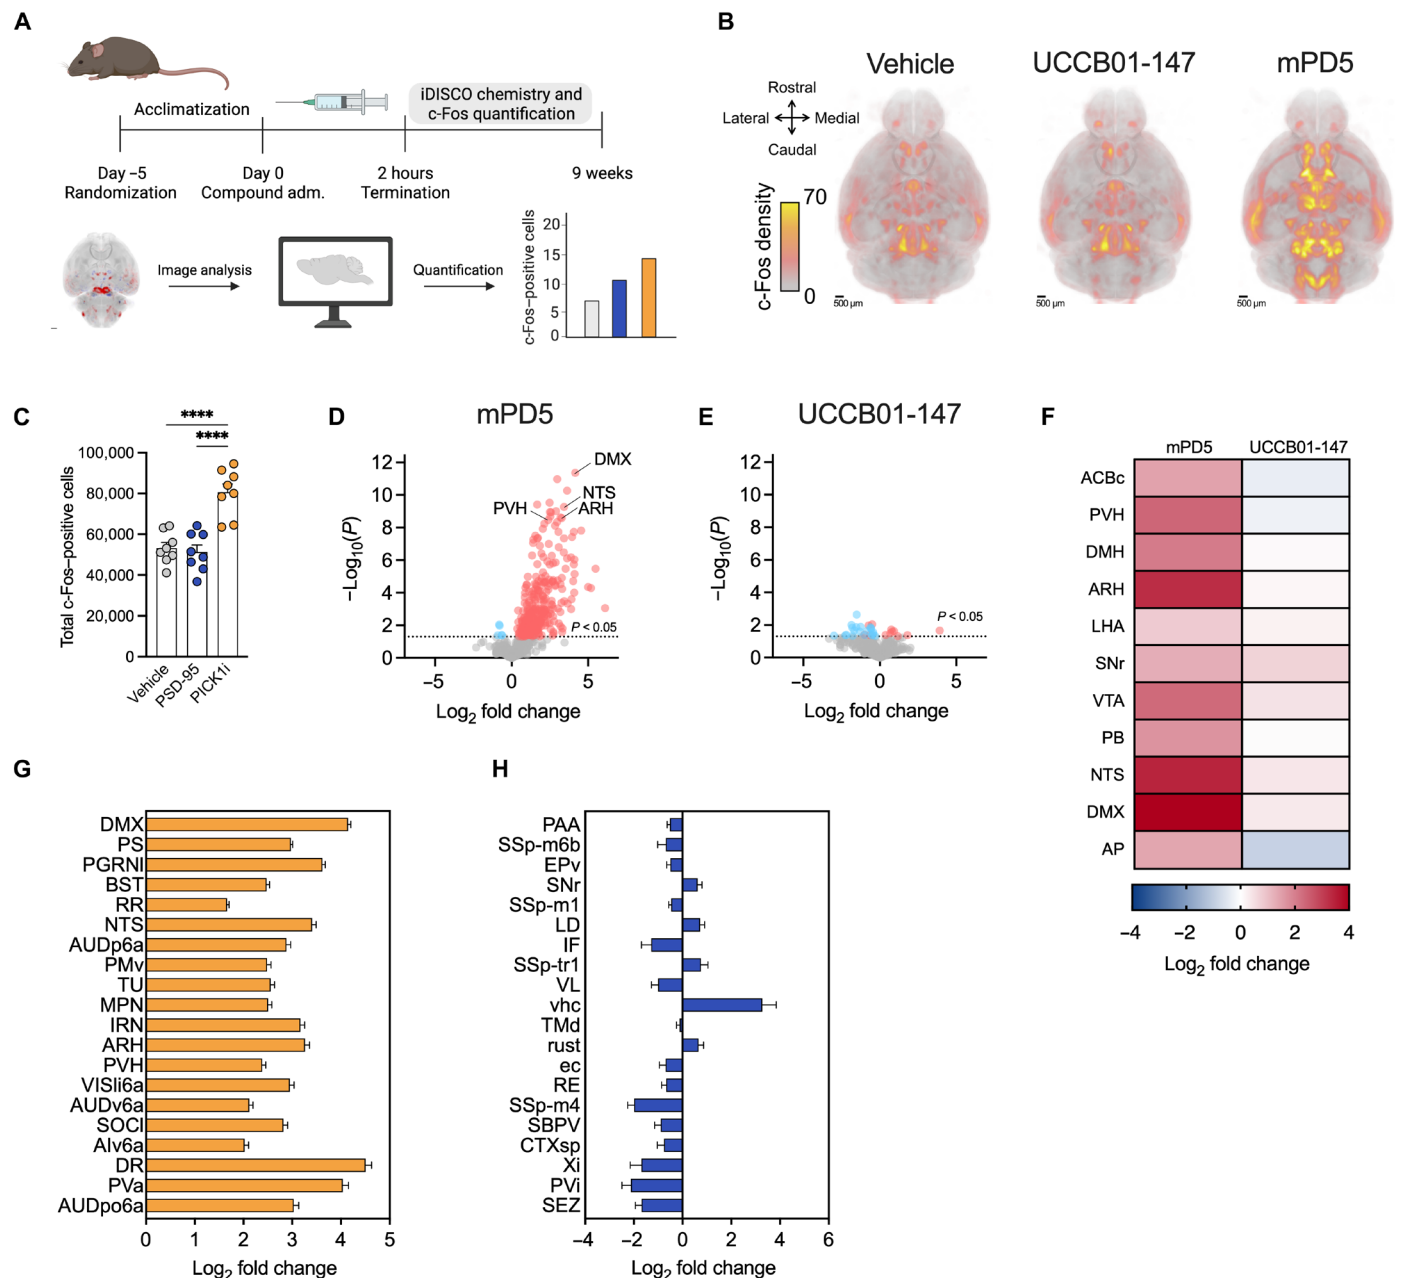 A
Acclimatization
iDISCO chemistry and
c-Fos quantification
Day –5
Randomization
Day 0
Compound adm.
2 hours
Termination
9 weeks
Image analysis
Quantification
c-Fos–positive cells
20
15
10
5
0
B
Vehicle
UCCB01-147
mPD5
Rostral
Lateral
Medial
Caudal
c-Fos density
70
0
500 µm
500 µm
500 µm
C
****
****
Total c-Fos–positive cells
100,000
80,000
60,000
40,000
20,000
0
Vehicle
PSD-95
PICK1i
D
mPD5
–Log10(P)
12
10
8
6
4
2
0
DMX
NTS
PVH
ARH
P < 0.05
–5
0
5
Log2 fold change
E
UCCB01-147
–Log10(P)
12
10
8
6
4
2
0
P < 0.05
–5
0
5
Log2 fold change
F
mPD5
UCCB01-147
ACBc
PVH
DMH
ARH
LHA
SNr
VTA
PB
NTS
DMX
AP
–4
–2
0
2
4
Log2 fold change
G
DMX
PS
PGRNl
BST
RR
NTS
AUDp6a
PMv
TU
MPN
IRN
ARH
PVH
VISli6a
AUDv6a
SOCl
AIv6a
DR
PVa
AUDpo6a
0
1
2
3
4
5
Log2 fold change
H
PAA
SSp-m6b
EPv
SNr
SSp-m1
LD
IF
SSp-tr1
VL
vhc
TMd
rust
ec
RE
SSp-m4
SBPV
CTXsp
Xi
PVi
SEZ
–4
–2
0
2
4
6
Log2 fold change